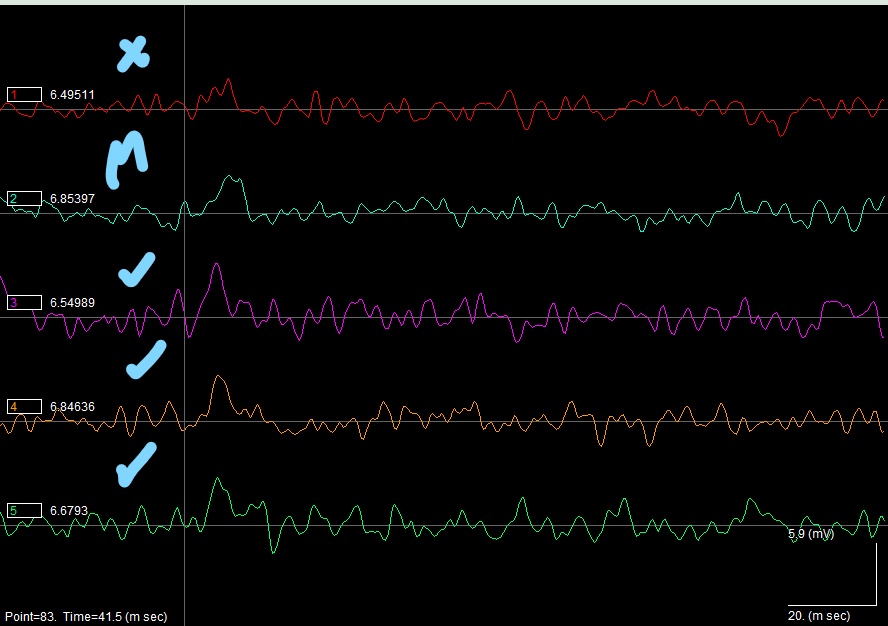 1 6.49511
M
2 6.85397
3 6.54989
4 6.84636
5 6.6793
5.9 (mV)
20. (m sec)
Point=83. Time=41.5 (m sec)